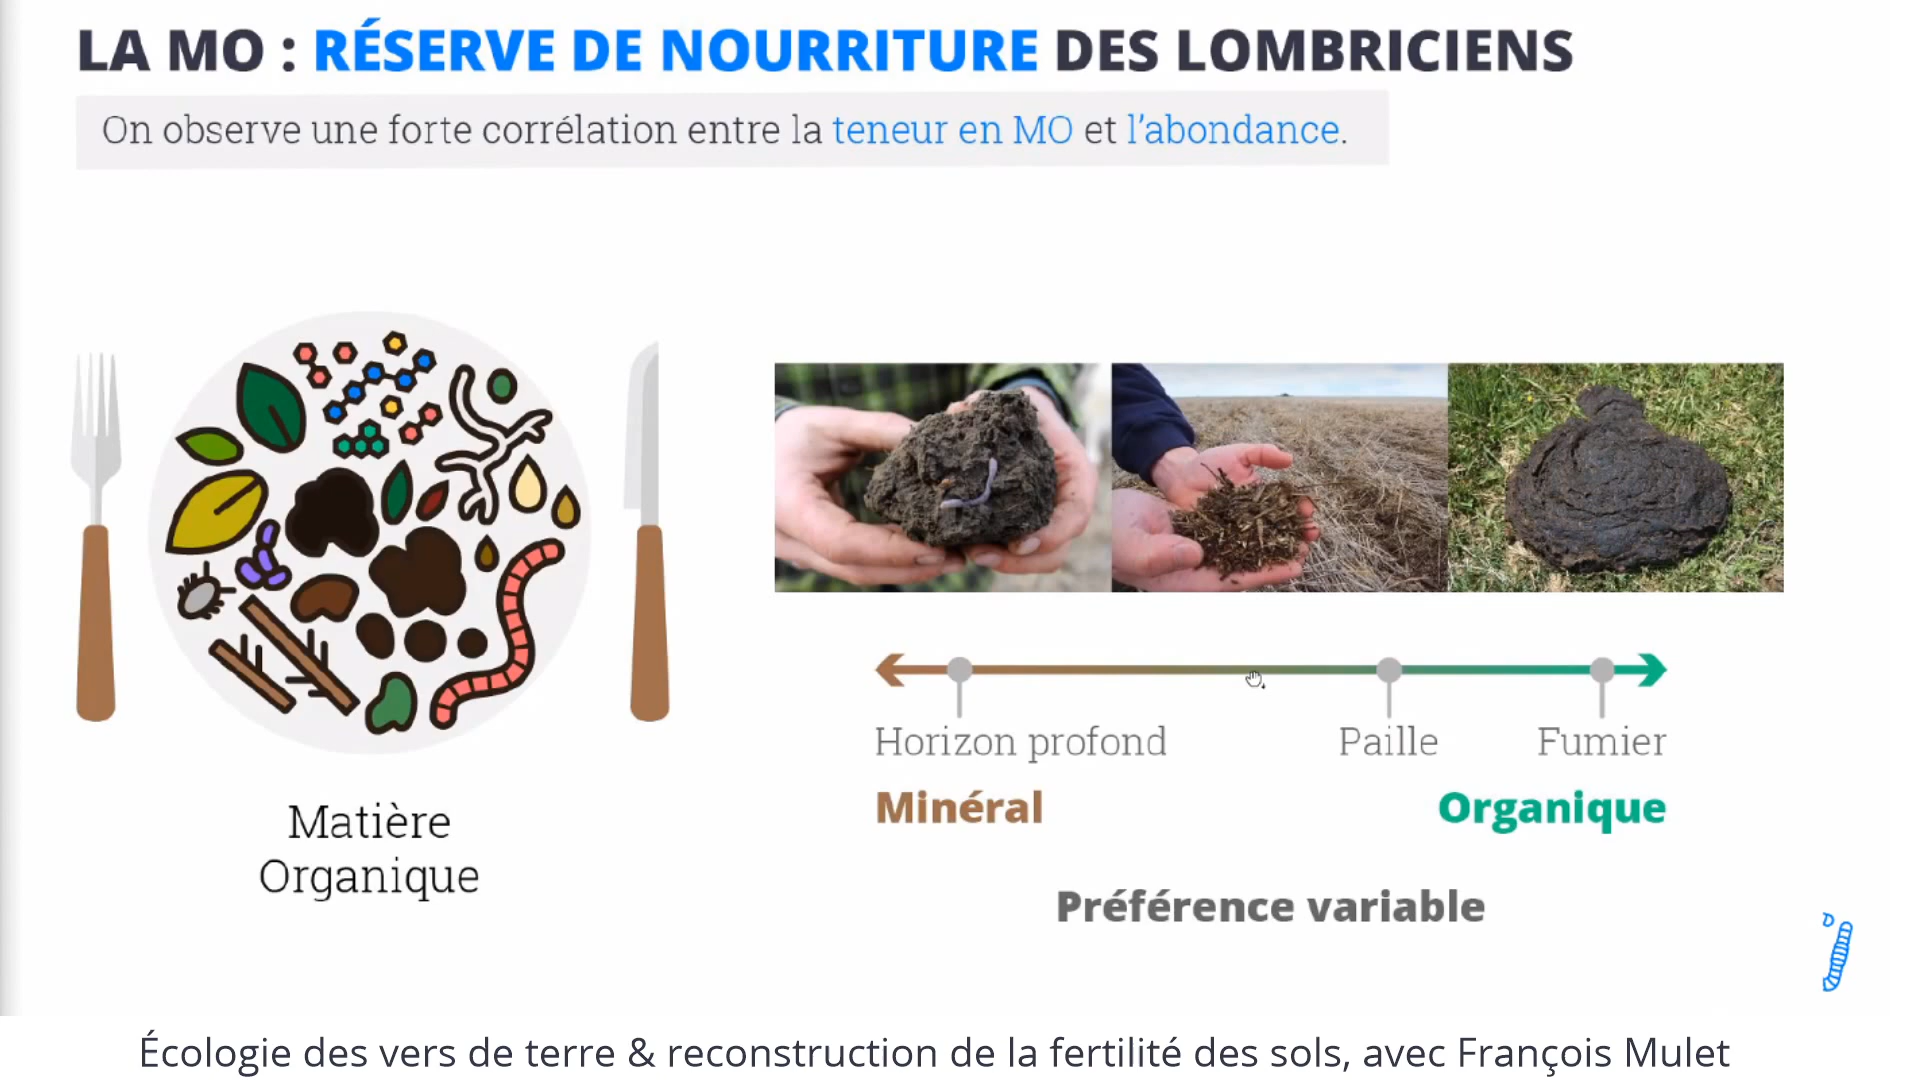 LA MO : RÉSERVE DE NOURRITURE DES LOMBRICIENS
On observe une forte corrélation entre la teneur en MO et l'abondance.
Matière
Organique
Horizon profond
Paille
Fumier
Minéral
Organique
Préférence variable
Écologie des vers de terre & reconstruction de la fertilité des sols, avec François Mulet